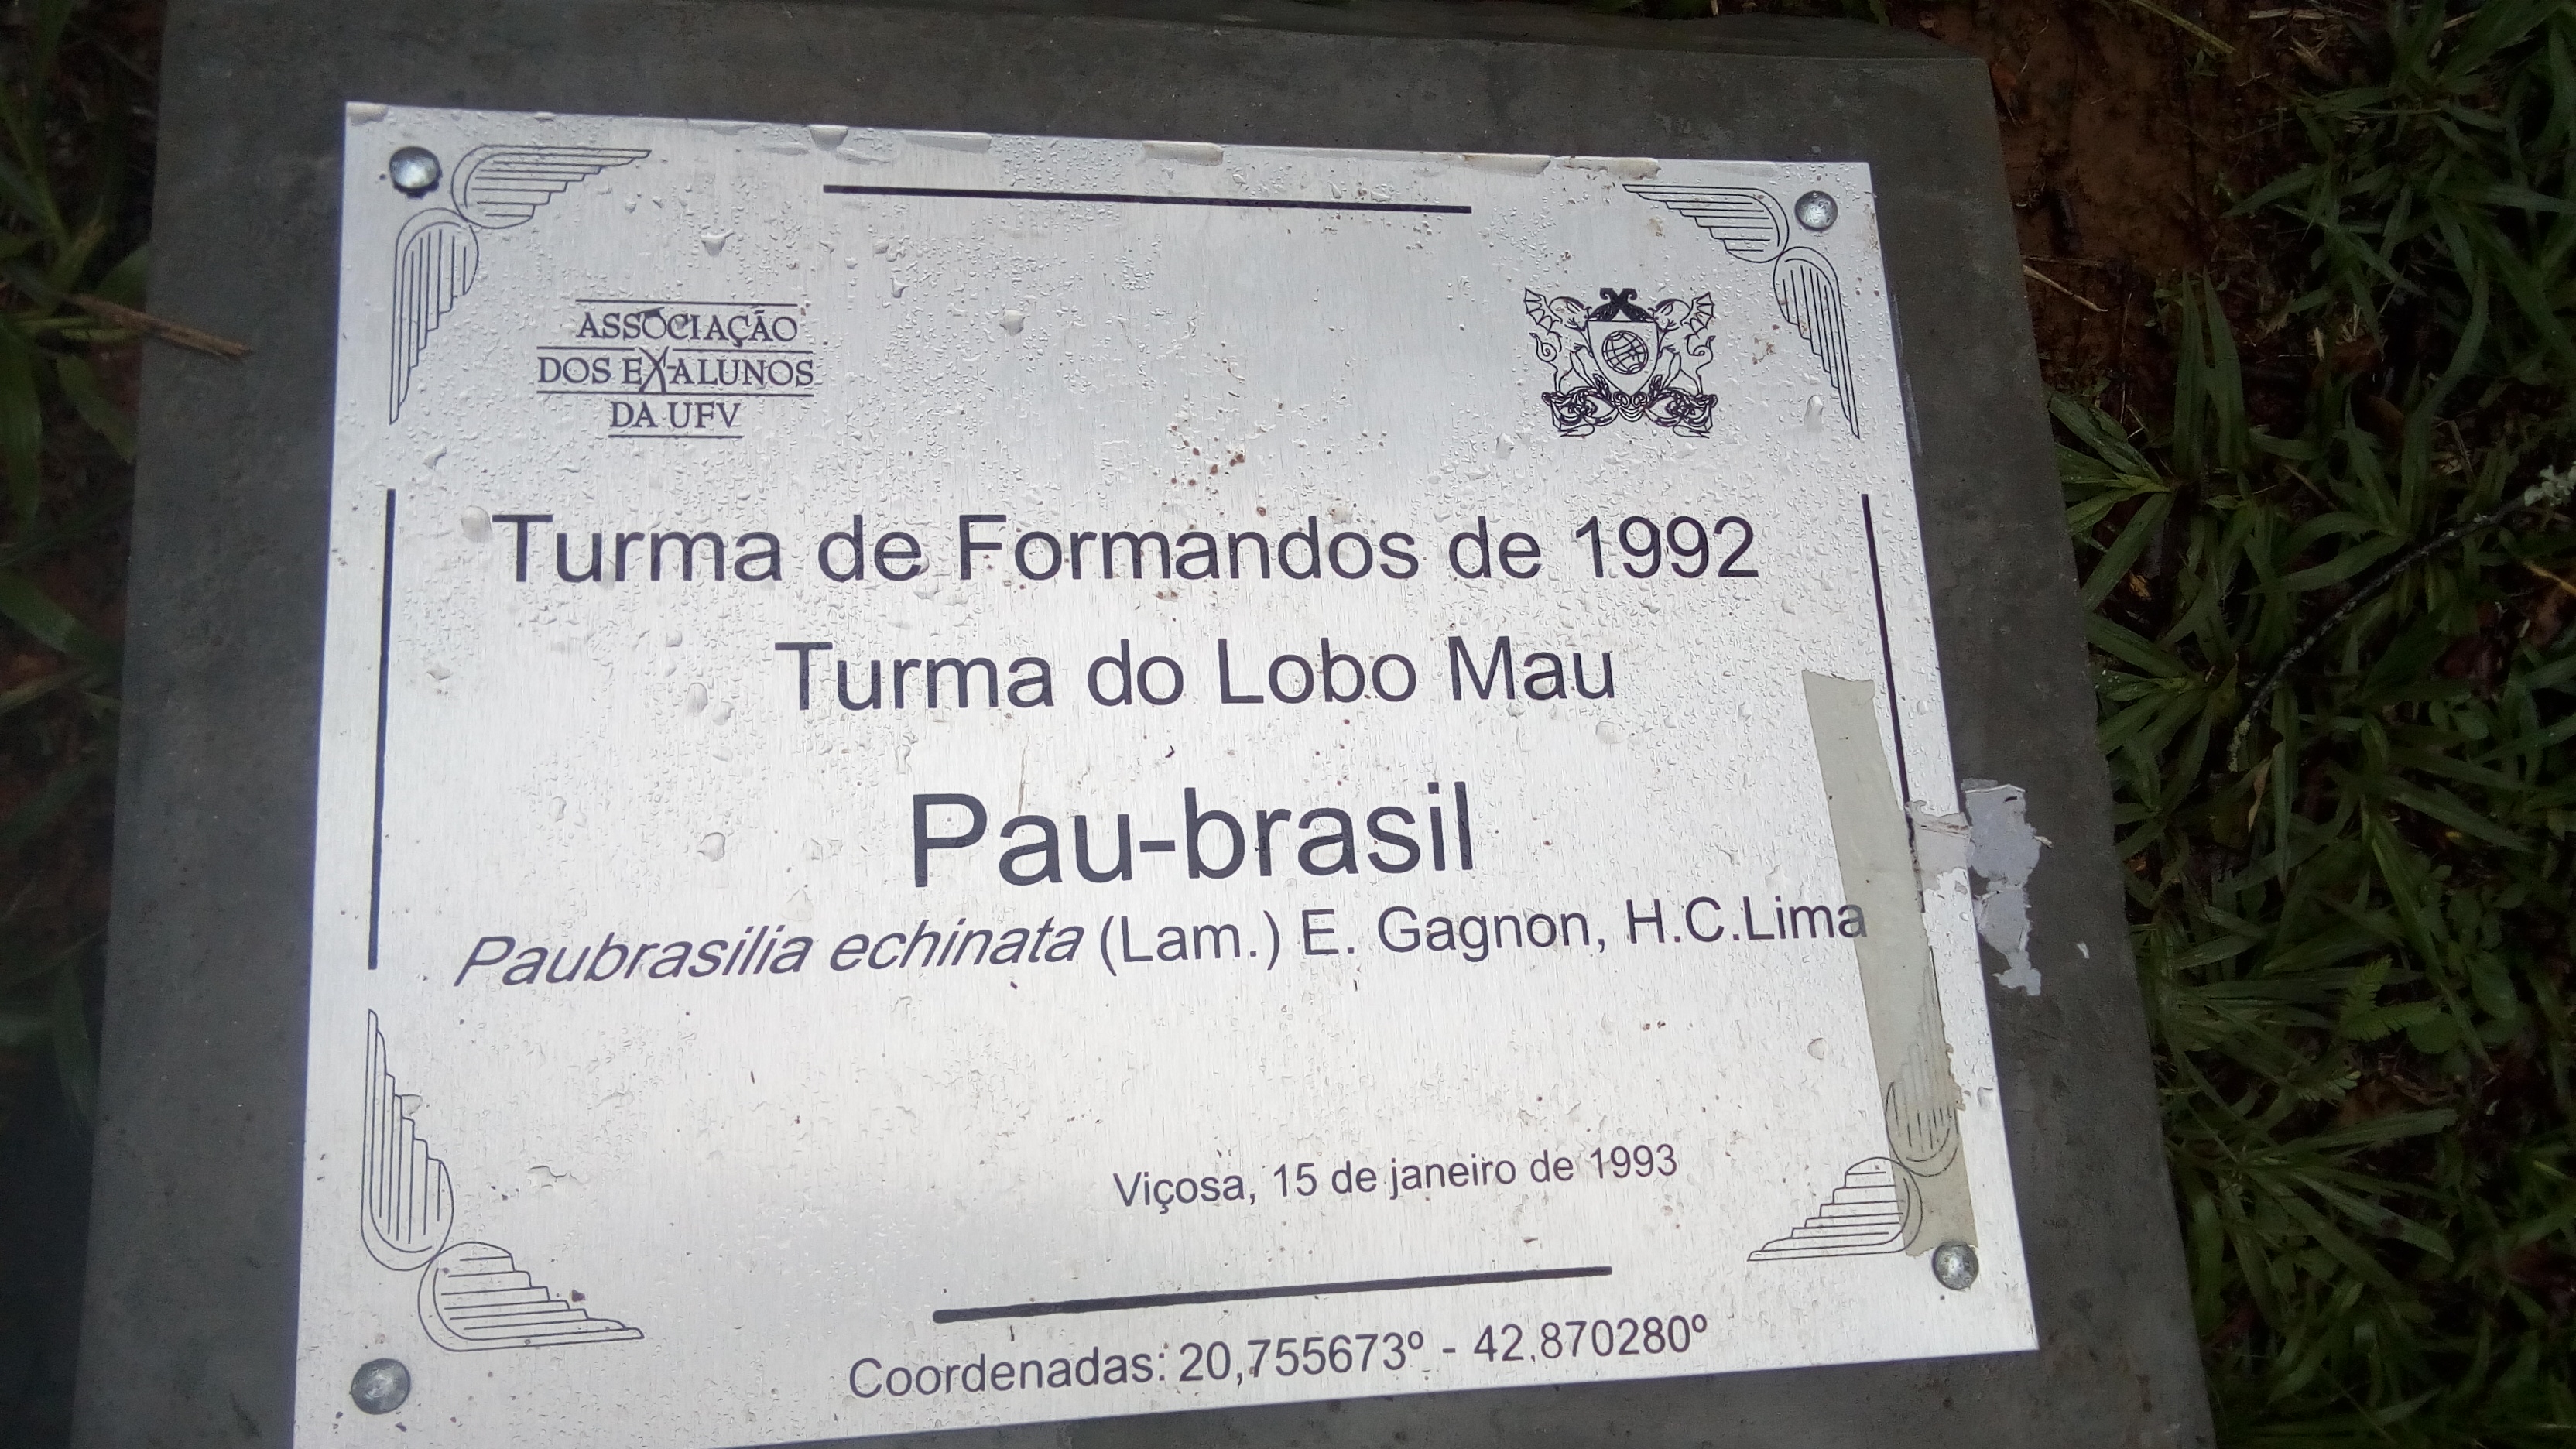 ASSOCIAÇÃO
DOS EX-ALUNOS
DA UFV
Turma de Formandos de 1992
Turma do Lobo Mau
Pau-brasil
Paubrasilia echinata (Lam.) E. Gagnon, H.C.Lima
Viçosa, 15 de janeiro de 1993
Coordenadas: 20,755673º - 42,870280º